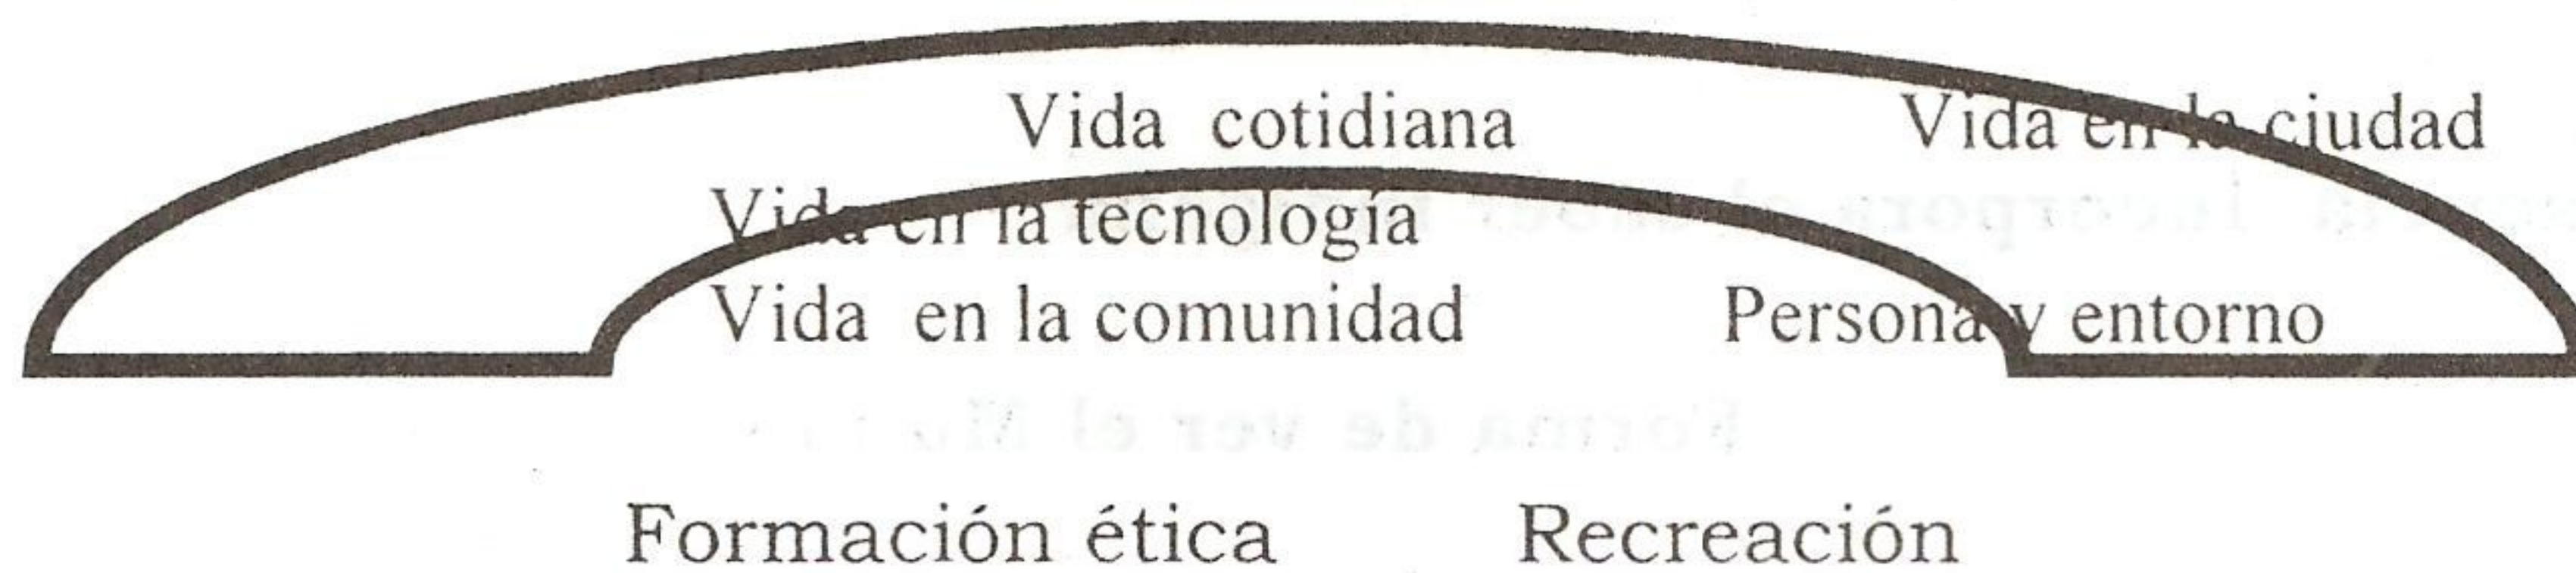 Vida cotidiana Vida en la ciudad
Vida en la tecnología
Vida en la comunidad Persona y entorno
Formación ética Recreación